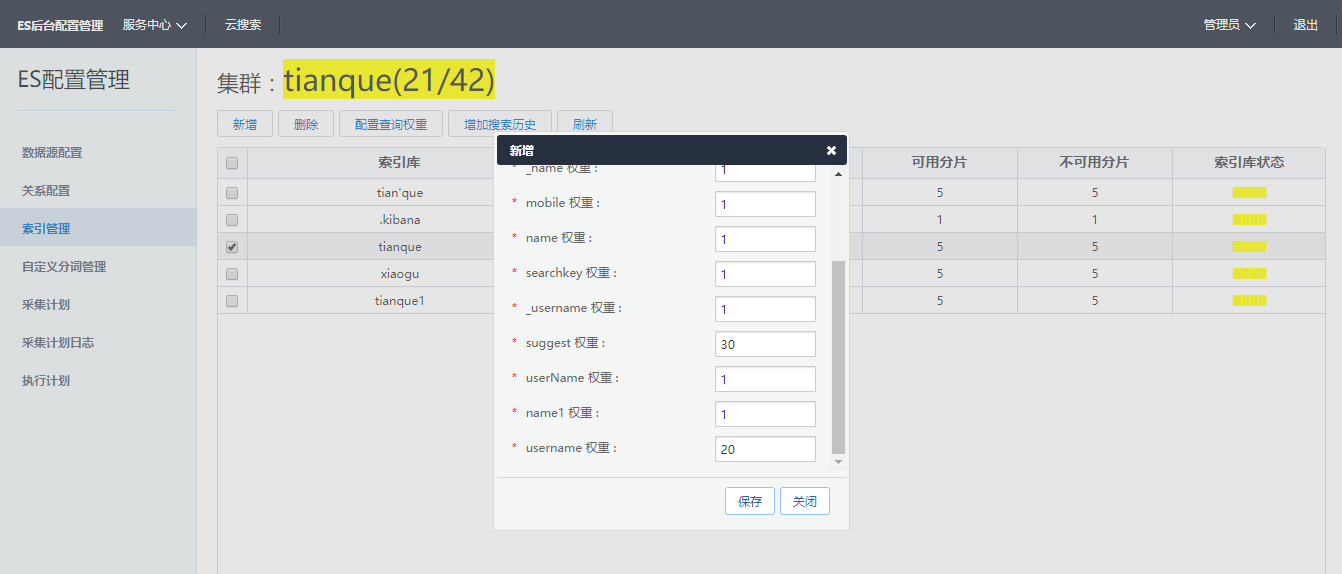 ES后台配置管理 服务中心 云搜索 管理员 退出
ES配置管理
数据源配置
关系配置
索引管理
自定义分词管理
采集计划
采集计划日志
执行计划
集群：tianque(21/42)
新增 删除 配置查询权重 增加搜索历史 刷新
索引库 可用分片 不可用分片 索引库状态
tian'que 5 5
.kibana 1 1
tianque 5 5
xiaogu 5 5
tianque1 5 5
新增
* _name 权重： 1
* mobile 权重： 1
* name 权重： 1
* searchkey 权重： 1
* _username 权重： 1
* suggest 权重： 30
* userName 权重： 1
* name1 权重： 1
* username 权重： 20
保存 关闭